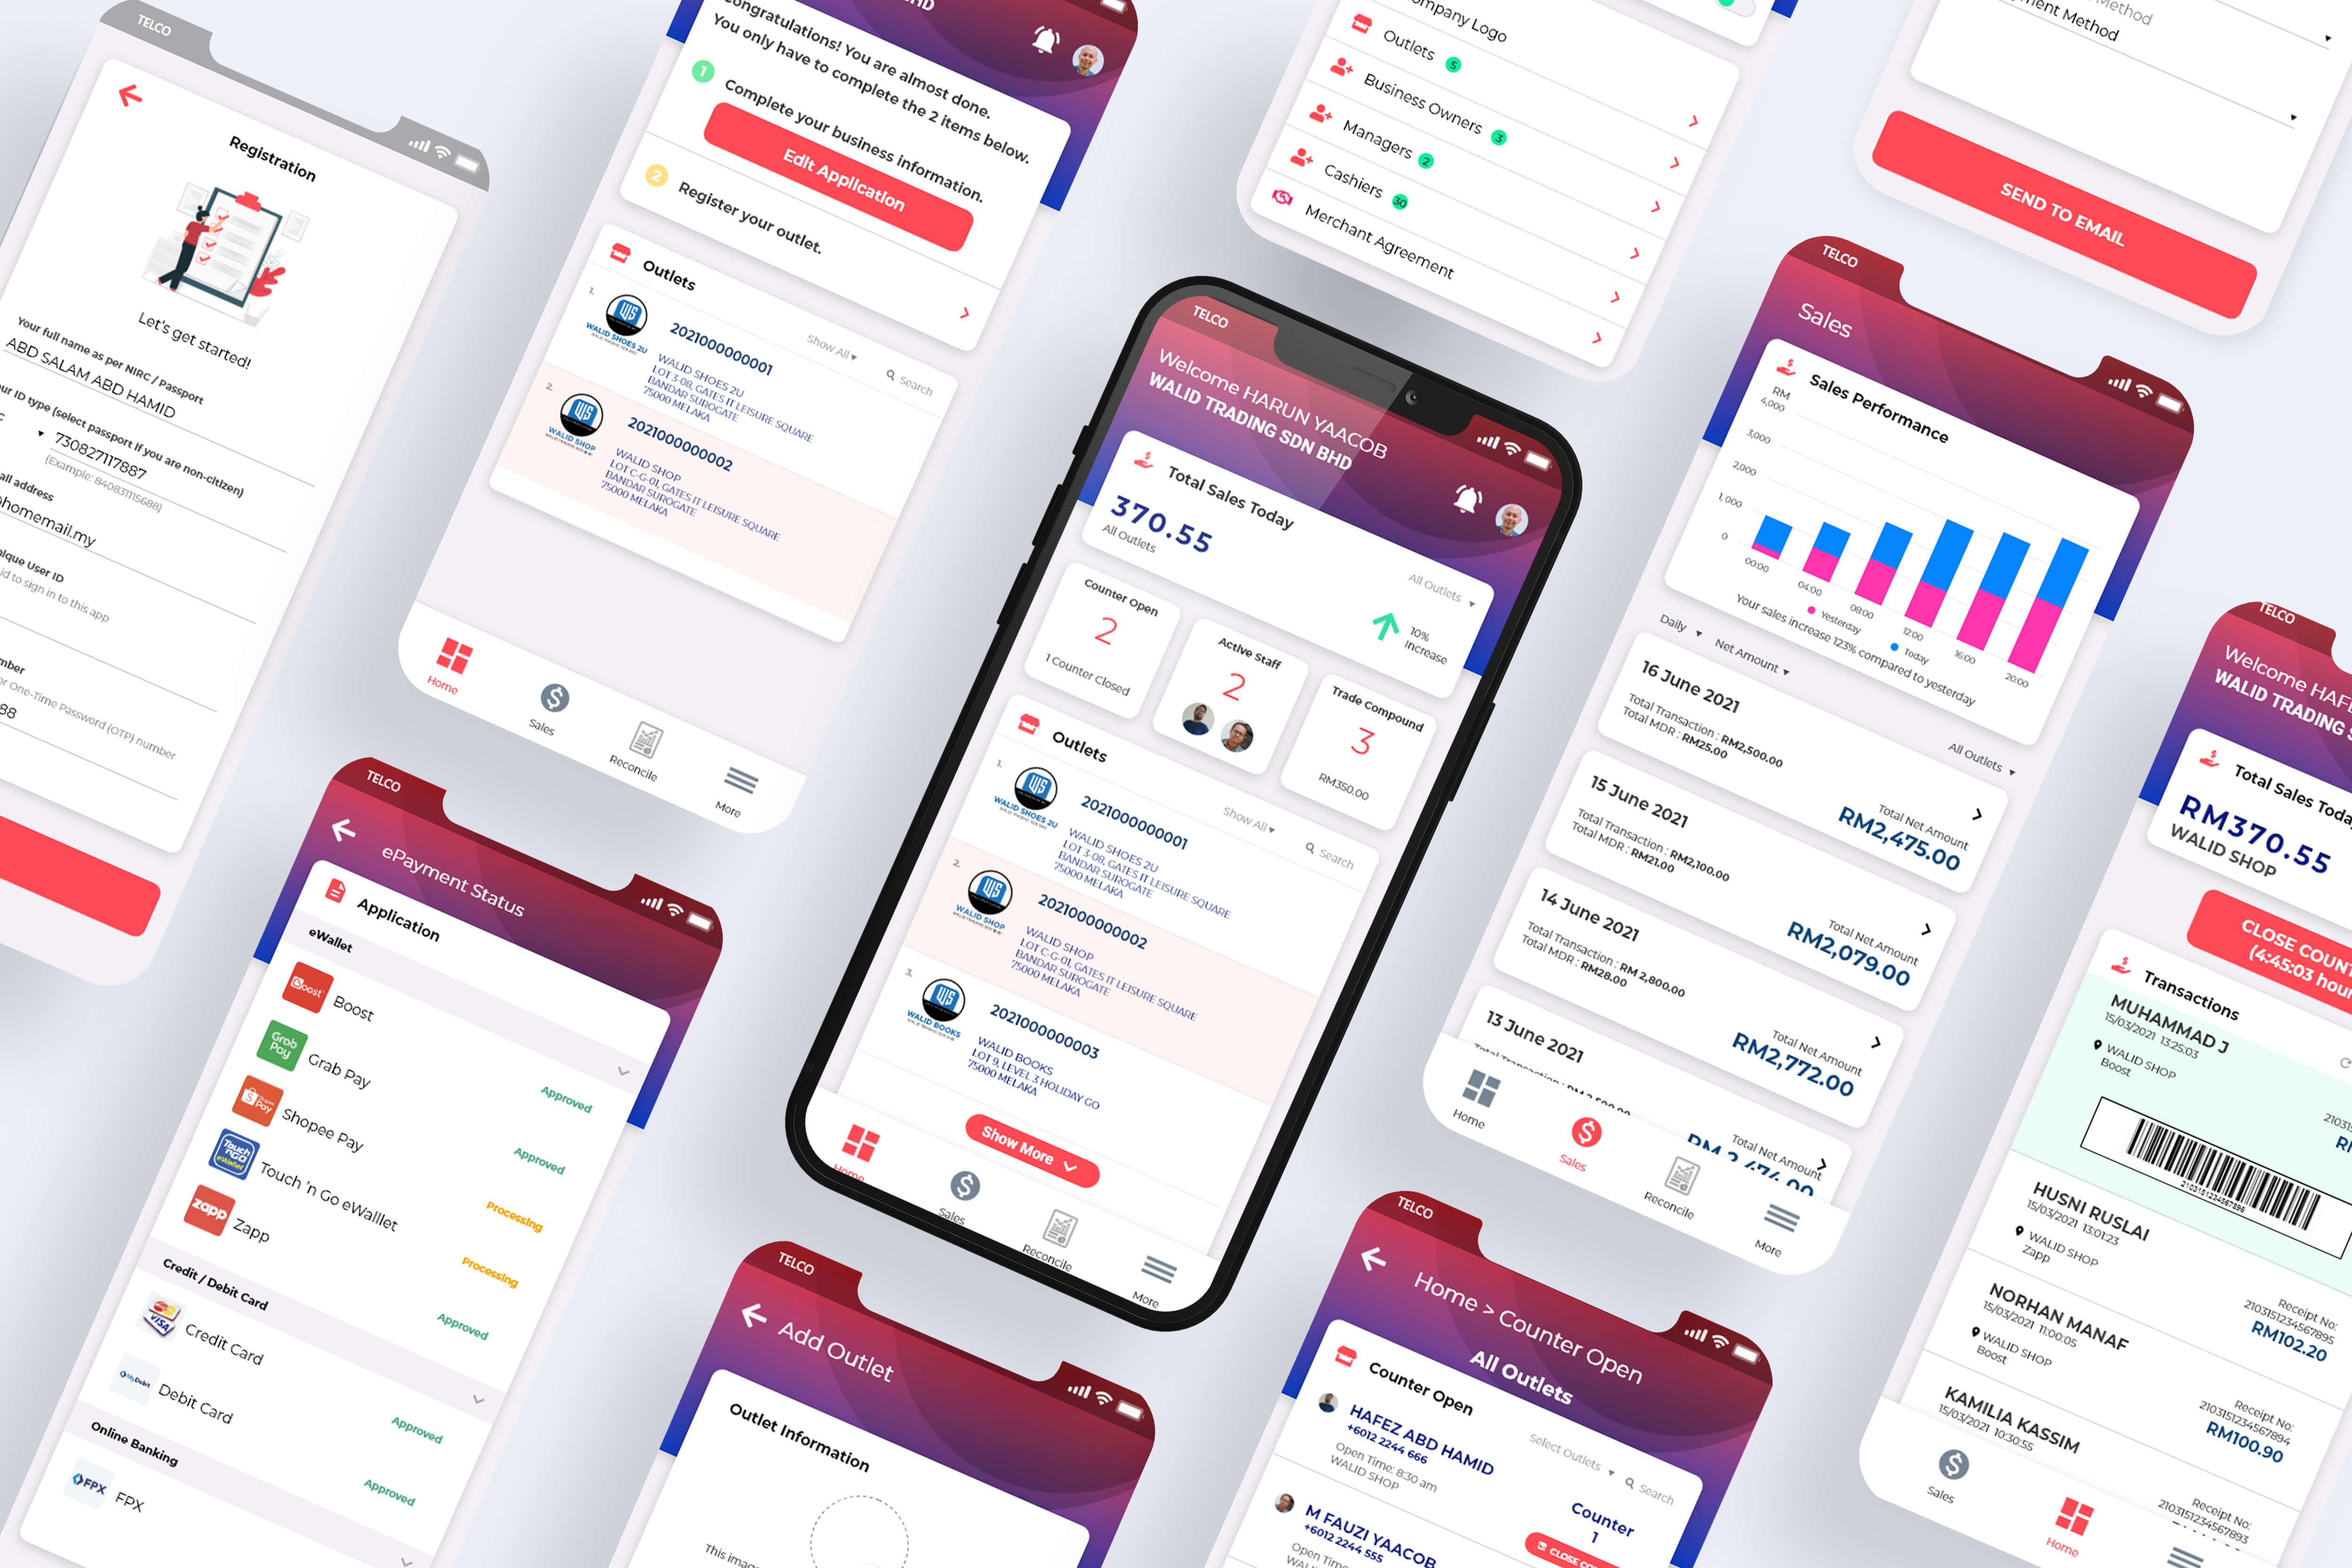 TELCO
Registration
Let's get started!
Your full name as per NIRC / Passport
ABD SALAM ABD HAMID
ID type (select passport if you are non-citizen)
730827117887
(Example: 840831115688)
address
homemail.my
User ID
to sign in to this app
One-Time Password (OTP) number
88
Congratulations! You are almost done.
You only have to complete the 2 items below.
1 Complete your business information.
Edit Application
2 Register your outlet.
Outlets
Show All
Search
1.
WALID SHOES 2U
202100000001
WALID SHOES 2U
LOT 3-08, GATES IT LEISURE SQUARE
BANDAR SUROGATE
75000 MELAKA
2.
WALID SHOP
202100000002
WALID SHOP
LOT C-G-01, GATES IT LEISURE SQUARE
BANDAR SUROGATE
75000 MELAKA
Home
Sales
Reconcile
More
Company Logo
Outlets 5
Business Owners 3
Managers 2
Cashiers 30
Merchant Agreement
Method
Method
SEND TO EMAIL
TELCO
ePayment Status
Application
eWallet
Boost
Boost
Approved
Grab Pay
Grab Pay
Approved
Shopee Pay
Processing
Touch 'n Go eWallet
Touch 'n Go eWalllet
Processing
zapp
Zapp
Approved
Credit / Debit Card
VISA
Credit Card
Approved
MyDebit
Debit Card
Approved
Online Banking
FPX
FPX
TELCO
Welcome HARUN YAACOB
WALID TRADING SDN BHD
Total Sales Today
370.55
All Outlets
All Outlets
10%
Increase
Counter Open
2
1 Counter Closed
Active Staff
2
Trade Compound
3
RM350.00
Outlets
Show All
Search
1.
WALID SHOES 2U
202100000001
WALID SHOES 2U
LOT 3-08, GATES IT LEISURE SQUARE
BANDAR SUROGATE
75000 MELAKA
2.
WALID SHOP
202100000002
WALID SHOP
LOT C-G-01, GATES IT LEISURE SQUARE
BANDAR SUROGATE
75000 MELAKA
3.
WALID BOOKS
202100000003
WALID BOOKS
LOT 9, LEVEL 3 HOLIDAY GO
75000 MELAKA
Show More
Home
Sales
Reconcile
More
TELCO
Sales
Sales Performance
RM
4,000
3,000
2,000
1,000
0
00:00
04:00
08:00
12:00
16:00
20:00
Yesterday
Today
Your sales increase 123% compared to yesterday
Daily
Net Amount
All Outlets
16 June 2021
Total Transaction : RM2,500.00
Total MDR : RM25.00
Total Net Amount
RM2,475.00
15 June 2021
Total Transaction : RM2,100.00
Total MDR : RM21.00
Total Net Amount
RM2,079.00
14 June 2021
Total Transaction : RM 2,800.00
Total MDR : RM28.00
Total Net Amount
RM2,772.00
13 June 2021
Total Net Amount
Home
Sales
Reconcile
More
TELCO
Welcome
WALID TRADING
Total Sales
RM370.55
WALID SHOP
CLOSE
(4:45:03
Transactions
MUHAMMAD J
15/03/2021 13:25:03
WALID SHOP
Boost
2103151234567896
HUSNI RUSLAI
15/03/2021 13:01:23
WALID SHOP
Zapp
Receipt No:
2103151234567895
RM102.20
NORHAN MANAF
15/03/2021 11:00:05
WALID SHOP
Boost
Receipt No:
2103151234567894
RM100.90
KAMILIA KASSIM
15/03/2021 10:30:55
Receipt No:
2103151234567893
Sales
Home
TELCO
Add Outlet
Outlet Information
This
TELCO
Home > Counter Open
All Outlets
Counter Open
Select Outlets
Search
HAFEZ ABD HAMID
+6012 2244 666
Open Time: 8:30 am
WALID SHOP
Counter
1
CLOSE
M FAUZI YAACOB
+6012 2244 555
Open Time